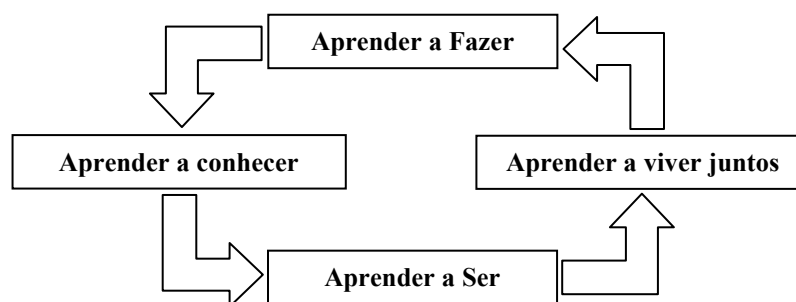 Aprender a Fazer
Aprender a conhecer
Aprender a viver juntos
Aprender a Ser